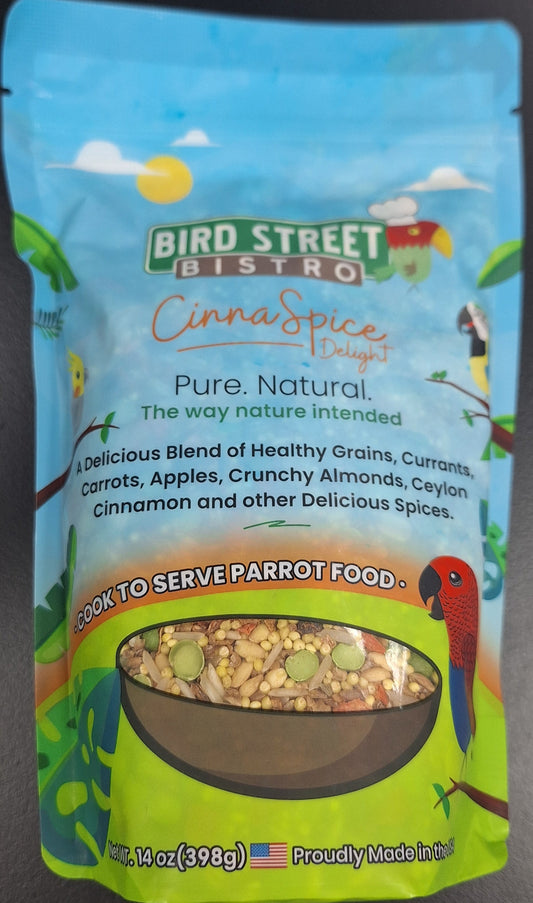 BIRD STREET
BISTRO
CinnaSpice
Delight
Pure. Natural.
The way nature intended
A Delicious Blend of Healthy Grains, Currants,
Carrots, Apples, Crunchy Almonds, Ceylon
Cinnamon and other Delicious Spices.
• COOK TO SERVE PARROT FOOD •
NetWT. 14 oz(398g) Proudly Made in the USA